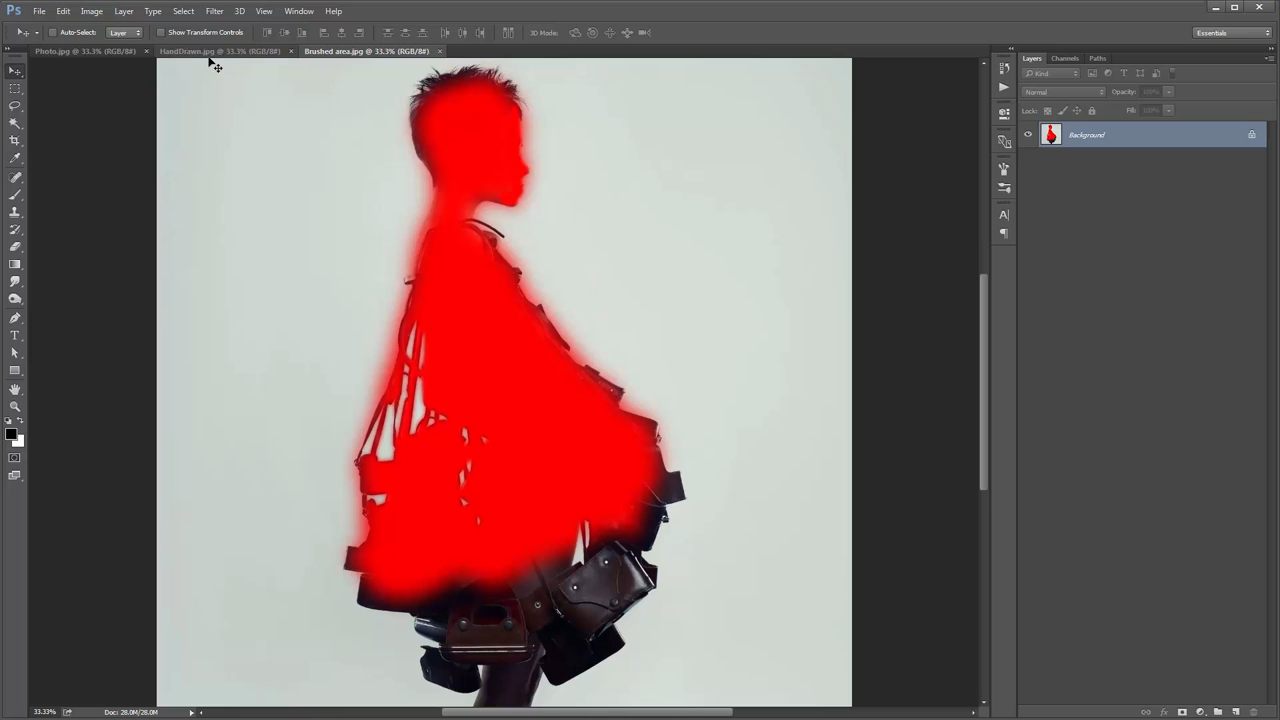 Ps File Edit Image Layer Type Select Filter 3D View Window Help
Auto-Select: Layer Show Transform Controls 3D Mode: Essentials
Photo.jpg @ 33.3% (RGB/8#) × HandDrawn.jpg @ 33.3% (RGB/8#) × Brushed area.jpg @ 33.3% (RGB/8#) ×
Layers Channels Paths
Kind
Normal Opacity: 100%
Lock: Fill: 100%
Background
33.33% Doc: 28.0M/28.0M